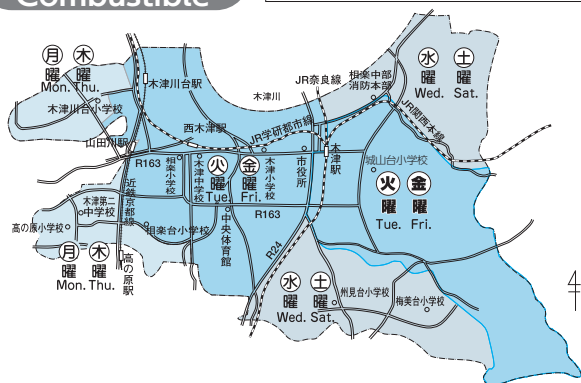 Combustible
月 木
曜 曜
Mon. Thu.
木津川台小学校
木津川台駅
木津川
JR奈良線
相楽中部
消防本部
水 土
曜 曜
Wed. Sat.
JR関西本線
西木津駅
JR学研都市線
山田川駅
R163
相楽小学校
木津中学校
火 金
曜 曜
Tue. Fri.
木津小学校
市役所
木津駅
城山台小学校
火 金
曜 曜
Tue. Fri.
近鉄京都線
木津第二
中学校
高の原小学校
相楽台小学校
中央体育館
R163
R24
月 木
曜 曜
Mon. Thu.
高の原駅
水 土
曜 曜
Wed. Sat.
州見台小学校
梅美台小学校